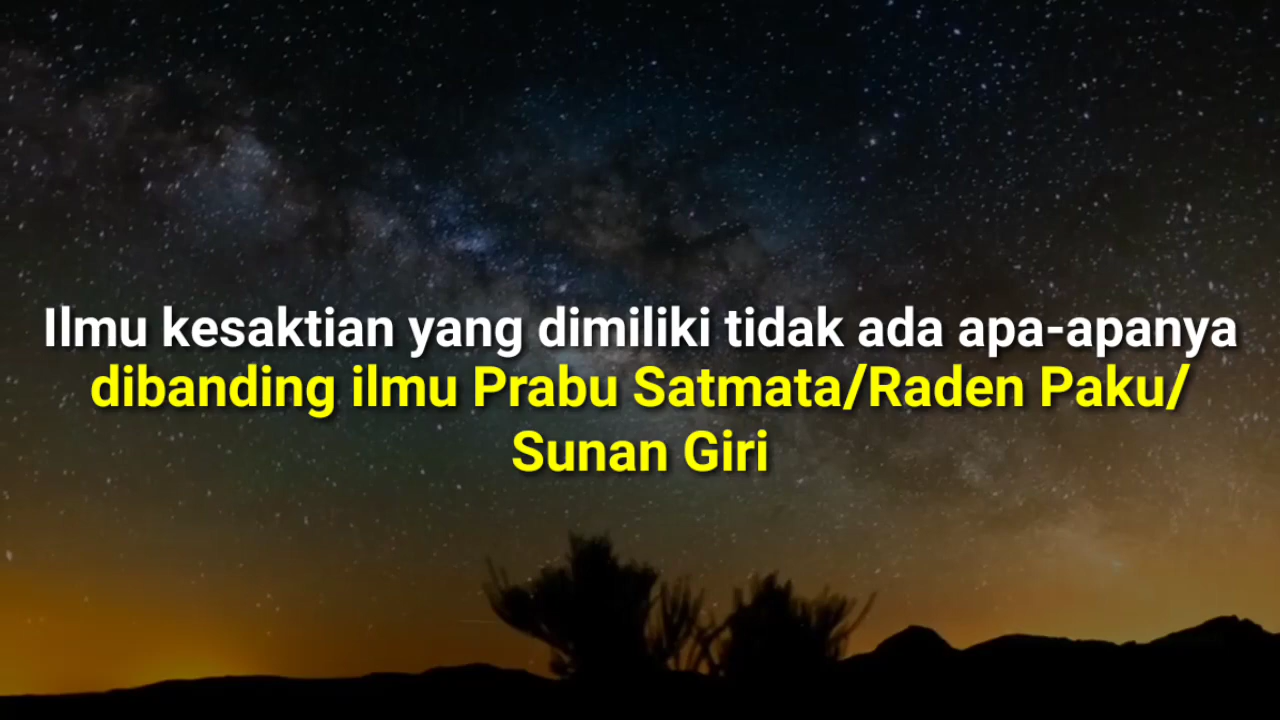 Ilmu kesaktian yang dimiliki tidak ada apa-apanya
dibanding ilmu Prabu Satmata/Raden Paku/
Sunan Giri